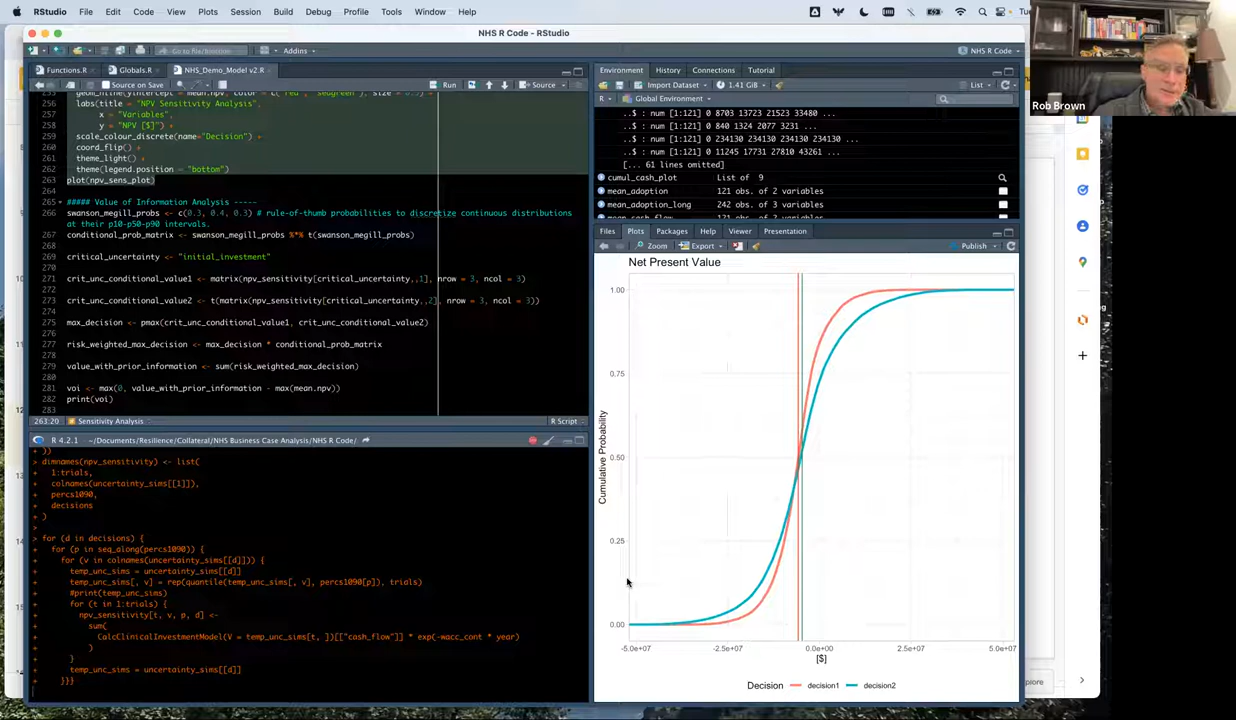 RStudio File Edit Code View Plots Session Build Debug Profile Tools Window Help
NHS R Code - RStudio
Go to file/function Addins NHS R Code
Functions.R Globals.R NHS_Demo_Model v2.R
Source on Save Run Source
256 labs(title = "NPV Sensitivity Analysis",
257 x = "Variables",
258 y = "NPV [$]") +
259 scale_colour_discrete(name="Decision") +
260 coord_flip() +
261 theme_light() +
262 theme(legend.position = "bottom")
263 plot(npv_sens_plot)
264
265 ##### Value of Information Analysis -----
266 swanson_megill_probs <- c(0.3, 0.4, 0.3) # rule-of-thumb probabilities to discretize continuous distributions
at their p10-p50-p90 intervals.
267 conditional_prob_matrix <- swanson_megill_probs %*% t(swanson_megill_probs)
268
269 critical_uncertainty <- "initial_investment"
270
271 crit_unc_conditional_value1 <- matrix(npv_sensitivity[critical_uncertainty,,1], nrow = 3, ncol = 3)
272
273 crit_unc_conditional_value2 <- t(matrix(npv_sensitivity[critical_uncertainty,,2], nrow = 3, ncol = 3))
274
275 max_decision <- pmax(crit_unc_conditional_value1, crit_unc_conditional_value2)
276
277 risk_weighted_max_decision <- max_decision * conditional_prob_matrix
278
279 value_with_prior_information <- sum(risk_weighted_max_decision)
280
281 voi <- max(0, value_with_prior_information - max(mean.npv))
282 print(voi)
283
263:20 Sensitivity Analysis R Script
R 4.2.1 · ~/Documents/Resilience/Collateral/NHS Business Case Analysis/NHS R Code/
+ ))
> dimnames(npv_sensitivity) <- list(
+ 1:trials,
+ colnames(uncertainty_sims[[1]]),
+ percs1090,
+ decisions
+ )
>
> for (d in decisions) {
+ for (p in seq_along(percs1090)) {
+ for (v in colnames(uncertainty_sims[[d]])) {
+ temp_unc_sims = uncertainty_sims[[d]]
+ temp_unc_sims[, v] = rep(quantile(temp_unc_sims[, v], percs1090[p]), trials)
+ #print(temp_unc_sims)
+ for (t in 1:trials) {
+ npv_sensitivity[t, v, p, d] <-
+ sum(
+ CalcClinicalInvestmentModel(V = temp_unc_sims[t, ])[["cash_flow"]] * exp(-wacc_cont * year)
+ )
+ }
+ temp_unc_sims = uncertainty_sims[[d]]
+ }}}
Environment History Connections Tutorial
Import Dataset 1.41 GiB List
R Global Environment
..$ : num [1:121] 0 8703 13723 21523 33480 ...
..$ : num [1:121] 0 840 1324 2077 3231 ...
..$ : num [1:121] 0 234130 234130 234130 234130 ...
..$ : num [1:121] 0 11245 17731 27810 43261 ...
[... 61 lines omitted]
cumul_cash_plot List of 9
mean_adoption 121 obs. of 2 variables
mean_adoption_long 242 obs. of 3 variables
mean_cash_flow 121 obs. of 2 variables
Files Plots Packages Help Viewer Presentation
Zoom Export Publish
Net Present Value
1.00
0.75
0.50
0.25
0.00
Cumulative Probability
-5.0e+07 -2.5e+07 0.0e+00 2.5e+07 5.0e+07
[$]
Decision decision1 decision2
Rob Brown